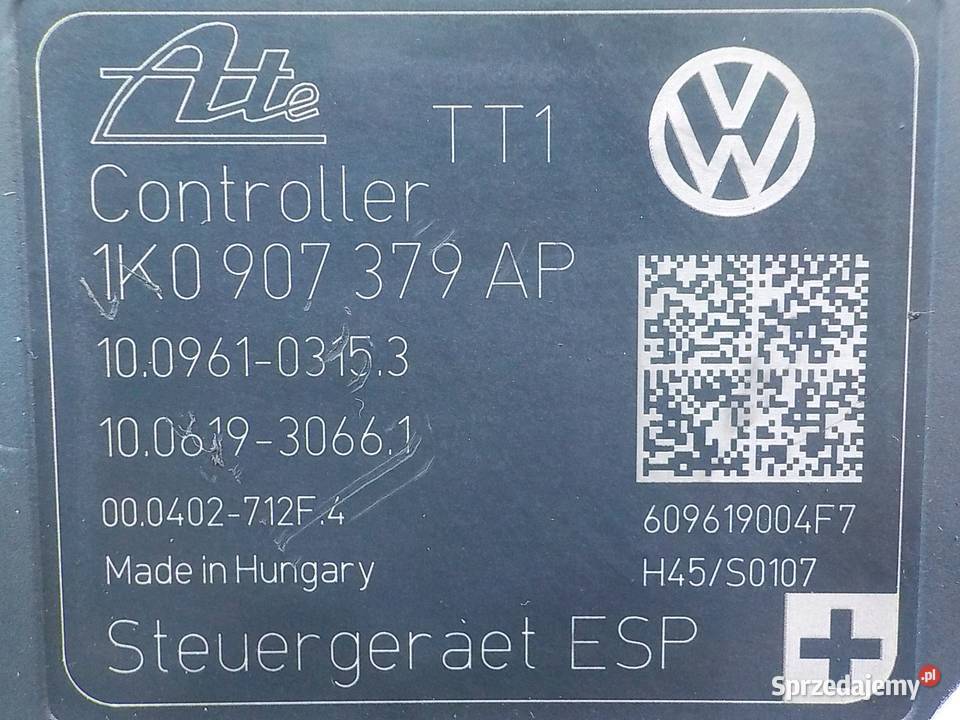 Ate
TT1
VW
Controller
1K0 907 379 AP
10.0961-0315.3
10.0619-3066.1
00.0402-712F.4
609619004F7
Made in Hungary
H45/S0107
Steuergeraet ESP
Sprzedajemy.pl